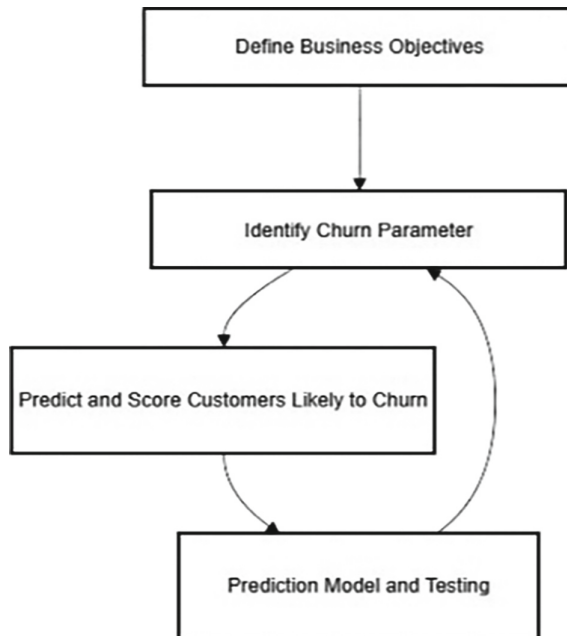 Define Business Objectives
Identify Churn Parameter
Predict and Score Customers Likely to Churn
Prediction Model and Testing